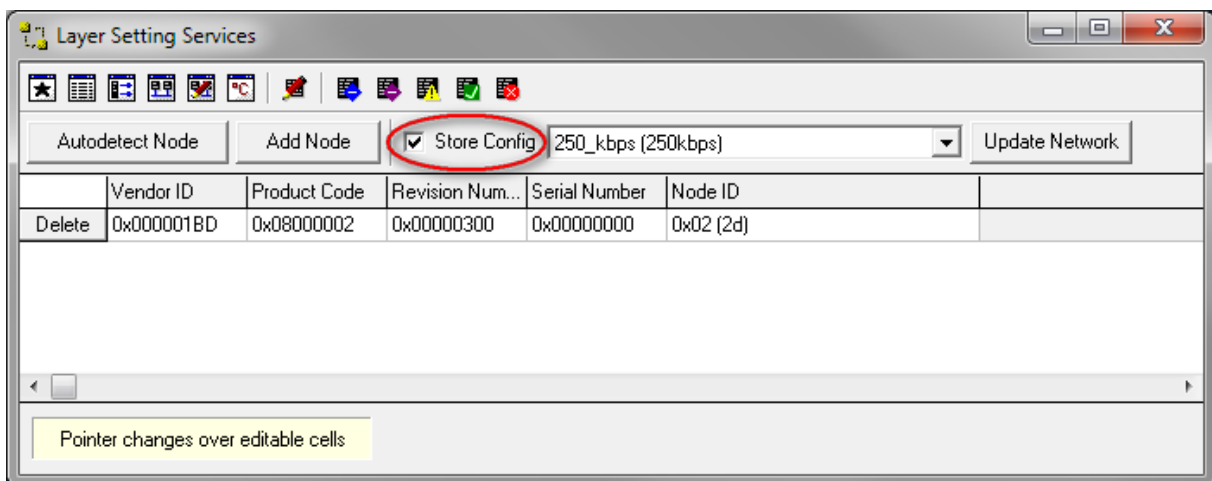 Layer Setting Services
°C
Autodetect Node Add Node Store Config 250_kbps (250kbps) Update Network
Vendor ID Product Code Revision Num... Serial Number Node ID
Delete 0x000001BD 0x08000002 0x00000300 0x00000000 0x02 (2d)
Pointer changes over editable cells